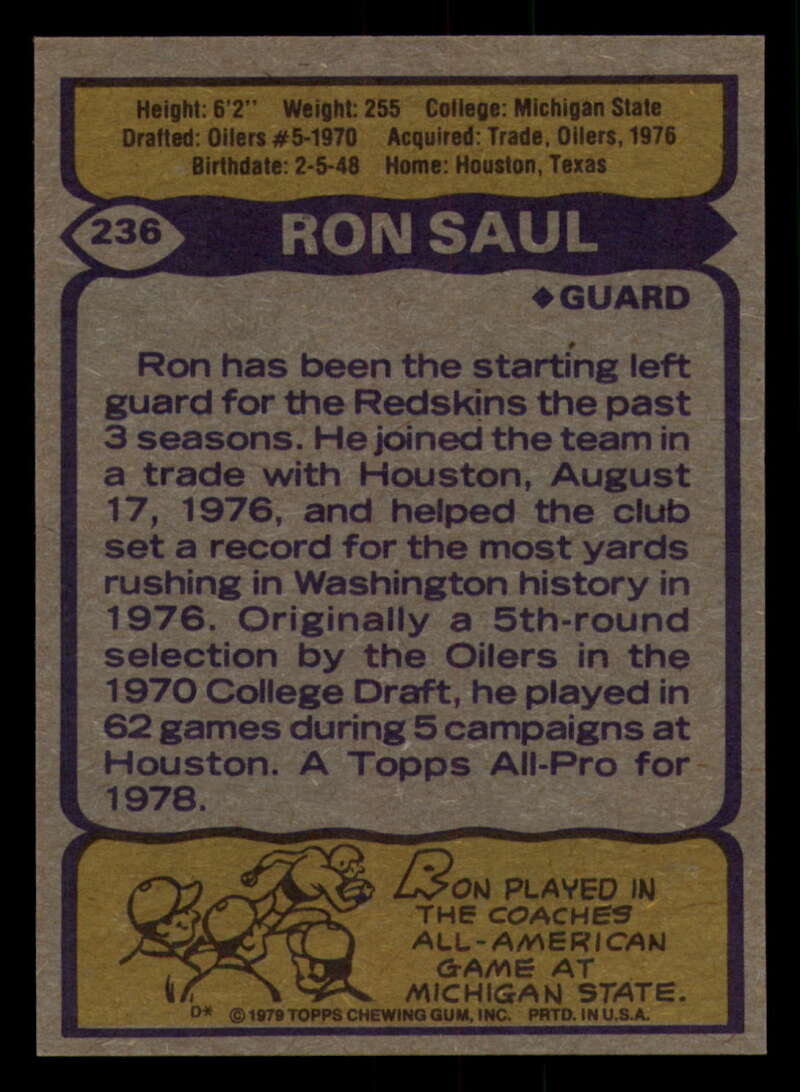 Height: 6'2" Weight: 255 College: Michigan State
Drafted: Oilers #5-1970 Acquired: Trade, Oilers, 1976
Birthdate: 2-5-48 Home: Houston, Texas
236 RON SAUL
◆GUARD
Ron has been the starting left
guard for the Redskins the past
3 seasons. He joined the team in
a trade with Houston, August
17, 1976, and helped the club
set a record for the most yards
rushing in Washington history in
1976. Originally a 5th-round
selection by the Oilers in the
1970 College Draft, he played in
62 games during 5 campaigns at
Houston. A Topps All-Pro for
1978.
RON PLAYED IN
THE COACHES
ALL-AMERICAN
GAME AT
MICHIGAN STATE.
D* © 1979 TOPPS CHEWING GUM, INC. PRTD. IN U.S.A.